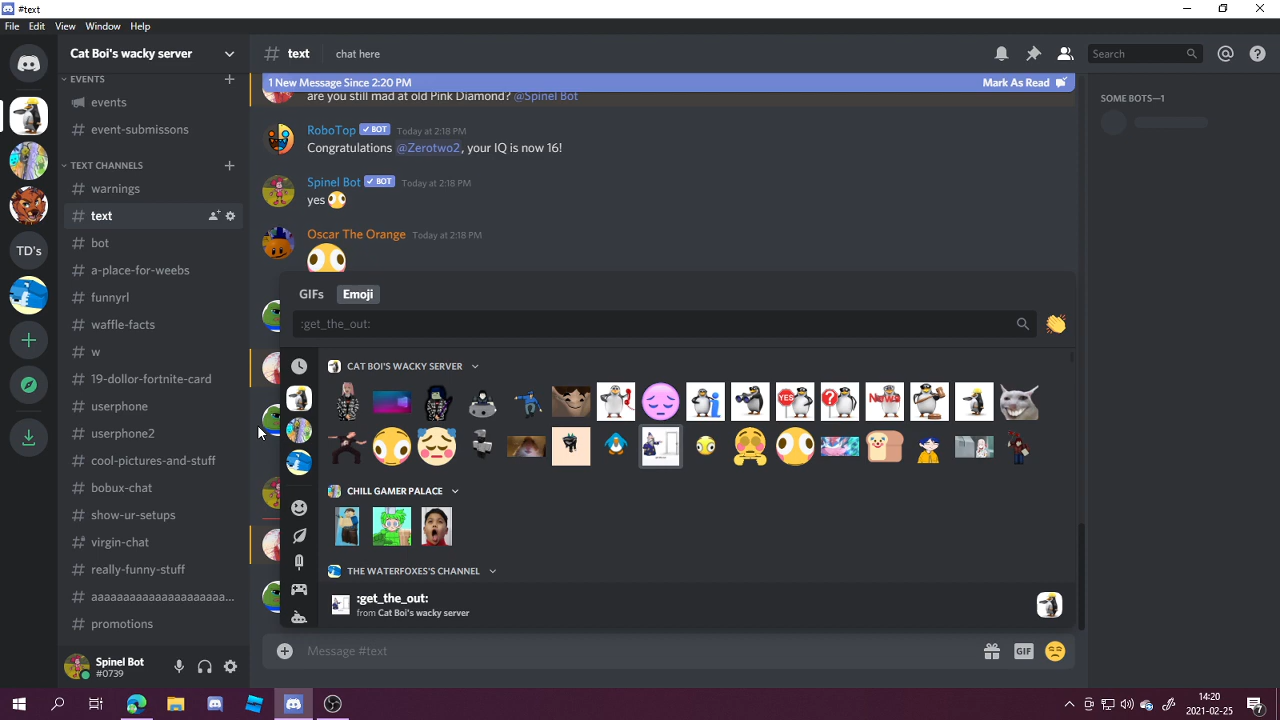 #text
File Edit View Window Help
Cat Boi's wacky server
EVENTS
events
event-submissons
TEXT CHANNELS
warnings
text
bot
a-place-for-weebs
funnyrl
waffle-facts
w
19-dollor-fortnite-card
userphone
userphone2
cool-pictures-and-stuff
bobux-chat
show-ur-setups
virgin-chat
really-funny-stuff
aaaaaaaaaaaaaaaaaaaaa...
promotions
TD's
Spinel Bot
#0739
# text chat here
Search
1 New Message Since 2:20 PM Mark As Read
are you still mad at old Pink Diamond? @Spinel Bot
RoboTop ✓ BOT Today at 2:18 PM
Congratulations @Zerotwo2, your IQ is now 16!
Spinel Bot ✓ BOT Today at 2:18 PM
yes
Oscar The Orange Today at 2:18 PM
GIFs Emoji
:get_the_out:
CAT BOI'S WACKY SERVER
YES
NEWS
CHILL GAMER PALACE
THE WATERFOXES'S CHANNEL
:get_the_out:
from Cat Boi's wacky server
Message #text
GIF
SOME BOTS—1
14:20
2021-02-25
7